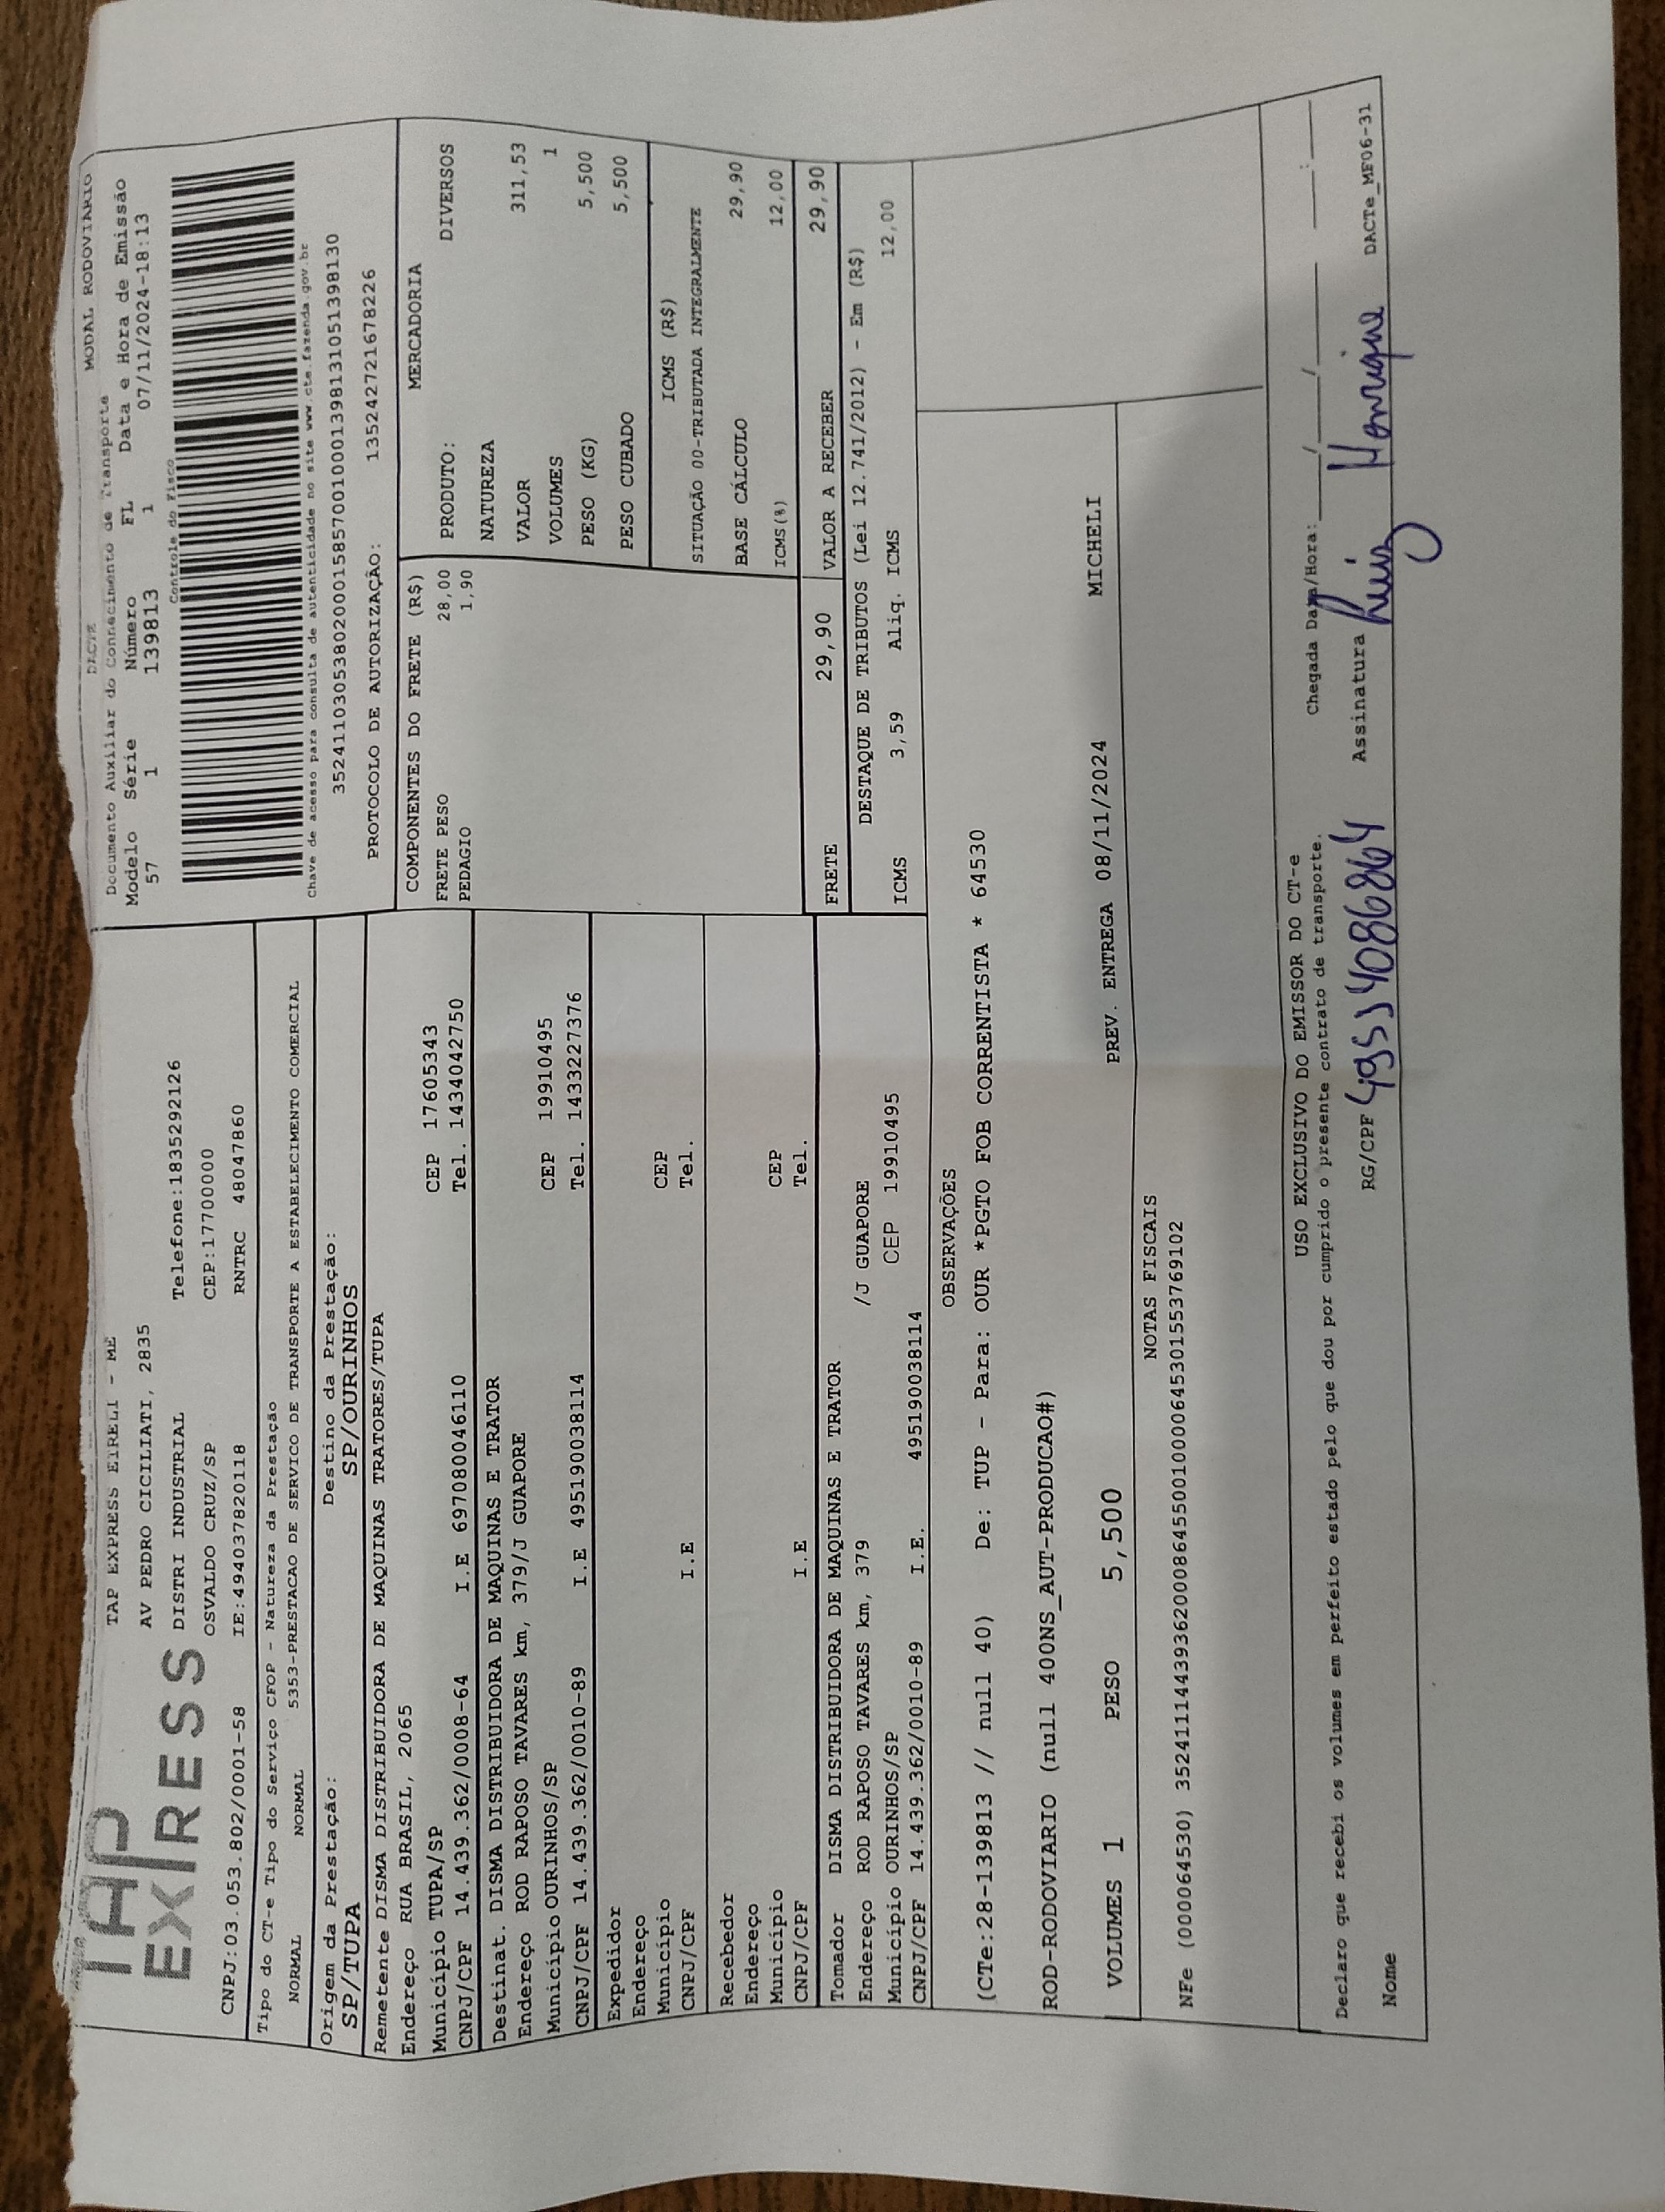 TAP
EXPRESS
TAP EXPRESS EIRELI - ME
AV PEDRO CICILIATI, 2835
DISTRI INDUSTRIAL Telefone:1835292126
OSVALDO CRUZ/SP CEP:17700000
CNPJ:03.053.802/0001-58 IE:494037820118 RNTRC 48047860
Tipo do CT-e Tipo do Serviço CFOP - Natureza da Prestação
NORMAL NORMAL 5353-PRESTACAO DE SERVICO DE TRANSPORTE A ESTABELECIMENTO COMERCIAL
Origem da Prestação: Destino da Prestação:
SP/TUPA SP/OURINHOS
DACTE MODAL RODOVIARIO
Documento Auxiliar do Conhecimento de Transporte
Modelo Série Número FL Data e Hora de Emissão
57 1 139813 1 07/11/2024-18:13
Controle do Fisco
Chave de acesso para consulta de autenticidade no site www.cte.fazenda.gov.br
35241103053802000158570010001398131051398130
PROTOCOLO DE AUTORIZAÇÃO: 135242721678226
Remetente DISMA DISTRIBUIDORA DE MAQUINAS TRATORES/TUPA
Endereço RUA BRASIL, 2065
Município TUPA/SP CEP 17605343
CNPJ/CPF 14.439.362/0008-64 I.E 697080046110 Tel. 1434042750
Destinat. DISMA DISTRIBUIDORA DE MAQUINAS E TRATOR
Endereço ROD RAPOSO TAVARES km, 379/J GUAPORE
Município OURINHOS/SP CEP 19910495
CNPJ/CPF 14.439.362/0010-89 I.E 495190038114 Tel. 1433227376
Expedidor
Endereço
Município CEP
CNPJ/CPF I.E Tel.
Recebedor
Endereço
Município CEP
CNPJ/CPF I.E Tel.
Tomador DISMA DISTRIBUIDORA DE MAQUINAS E TRATOR
Endereço ROD RAPOSO TAVARES km, 379 /J GUAPORE
Município OURINHOS/SP CEP 19910495
CNPJ/CPF 14.439.362/0010-89 I.E. 495190038114
COMPONENTES DO FRETE (R$)
FRETE PESO 28,00
PEDAGIO 1,90
MERCADORIA
PRODUTO: DIVERSOS
NATUREZA
VALOR 311,53
VOLUMES 1
PESO (KG) 5,500
PESO CUBADO 5,500
ICMS (R$)
SITUAÇÃO 00-TRIBUTADA INTEGRALMENTE
BASE CÁLCULO 29,90
ICMS(%) 12,00
FRETE 29,90 VALOR A RECEBER 29,90
DESTAQUE DE TRIBUTOS (Lei 12.741/2012) - Em (R$)
ICMS 3,59 Aliq. ICMS 12,00
OBSERVAÇÕES
(CTe:28-139813 // null 40) De: TUP - Para: OUR *PGTO FOB CORRENTISTA * 64530
ROD-RODOVIARIO (null 400NS_AUT-PRODUCAO#)
VOLUMES 1 PESO 5,500 PREV. ENTREGA 08/11/2024 MICHELI
NOTAS FISCAIS
NFe (000064530) 35241114439362000864550010000645301553769102
USO EXCLUSIVO DO EMISSOR DO CT-e
Declaro que recebi os volumes em perfeito estado pelo que dou por cumprido o presente contrato de transporte.
Chegada Data/Hora: ___/___/___ ___:___
Nome RG/CPF Assinatura Luiz Henrique
DACTe_MF06-31